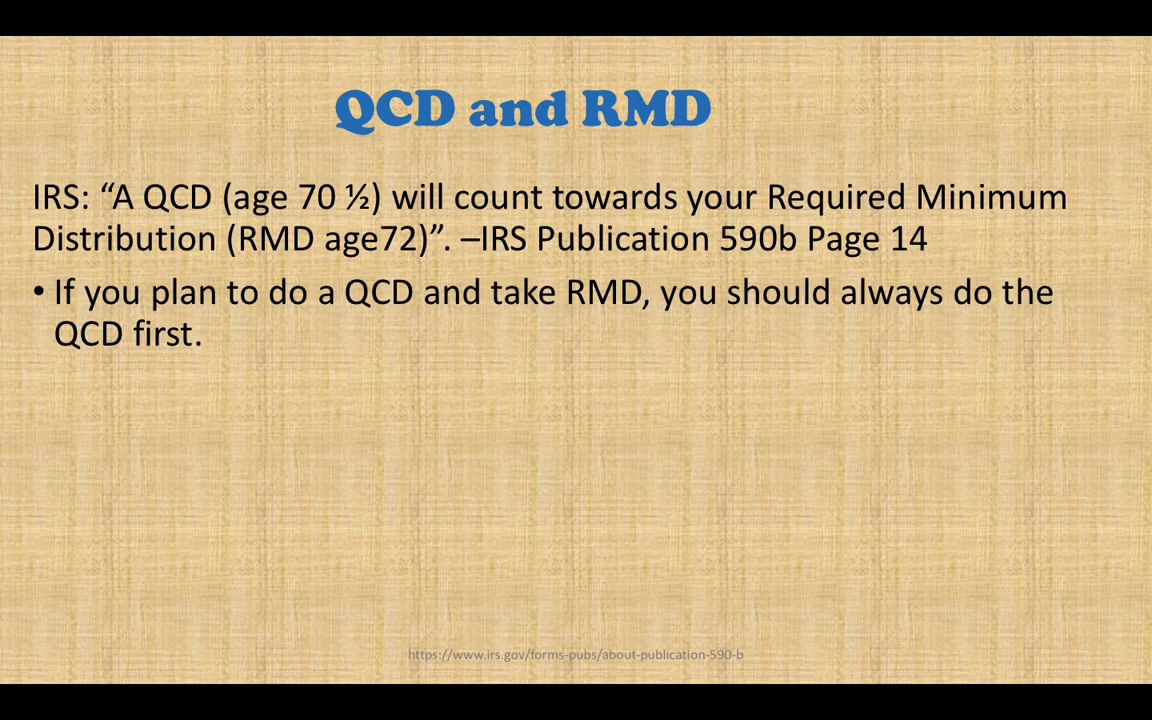 QCD and RMD
IRS: “A QCD (age 70 ½) will count towards your Required Minimum
Distribution (RMD age72)”. –IRS Publication 590b Page 14
• If you plan to do a QCD and take RMD, you should always do the
QCD first.
https://www.irs.gov/forms-pubs/about-publication-590-b